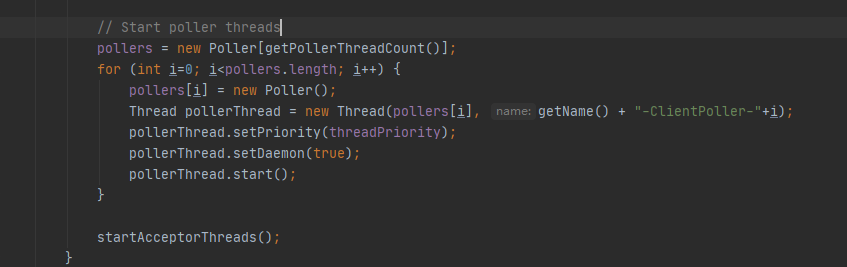 // Start poller threads
pollers = new Poller[getPollerThreadCount()];
for (int i=0; i<pollers.length; i++) {
pollers[i] = new Poller();
Thread pollerThread = new Thread(pollers[i], name: getName() + "-ClientPoller-"+i);
pollerThread.setPriority(threadPriority);
pollerThread.setDaemon(true);
pollerThread.start();
}
startAcceptorThreads();
}